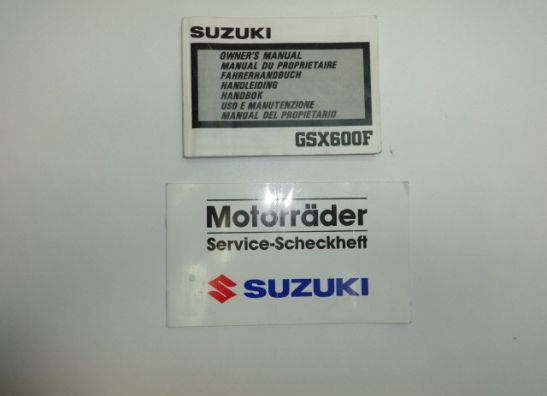 SUZUKI
OWNER'S MANUAL
MANUAL DU PROPRIETAIRE
FAHRERHANDBUCH
HANDLEIDING
HANDBOK
USO E MANUTENZIONE
MANUAL DEL PROPIETARIO
GSX600F
Motorräder
Service-Scheckheft
SUZUKI